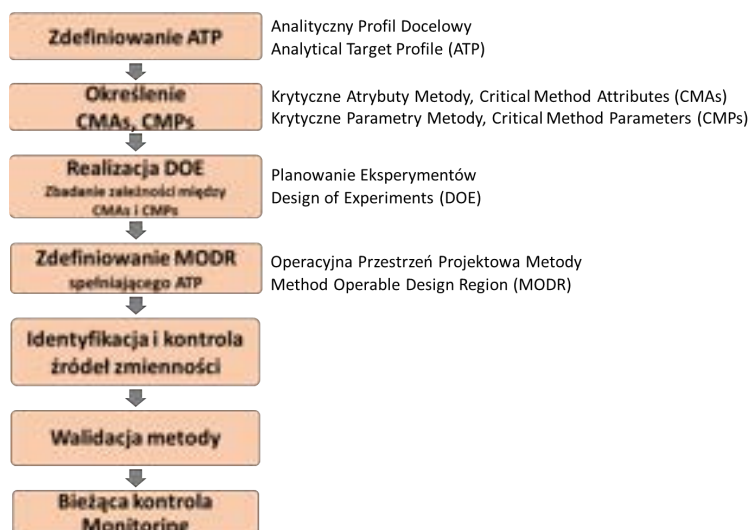 Zdefiniowanie ATP
Analityczny Profil Docelowy
Analytical Target Profile (ATP)
Określenie
CMAs, CMPs
Krytyczne Atrybuty Metody, Critical Method Attributes (CMAs)
Krytyczne Parametry Metody, Critical Method Parameters (CMPs)
Realizacja DOE
Zbadanie zależności między
CMAs i CMPs
Planowanie Eksperymentów
Design of Experiments (DOE)
Zdefiniowanie MODR
spełniającego ATP
Operacyjna Przestrzeń Projektowa Metody
Method Operable Design Region (MODR)
Identyfikacja i kontrola
źródeł zmienności
Walidacja metody
Bieżąca kontrola
Monitoring